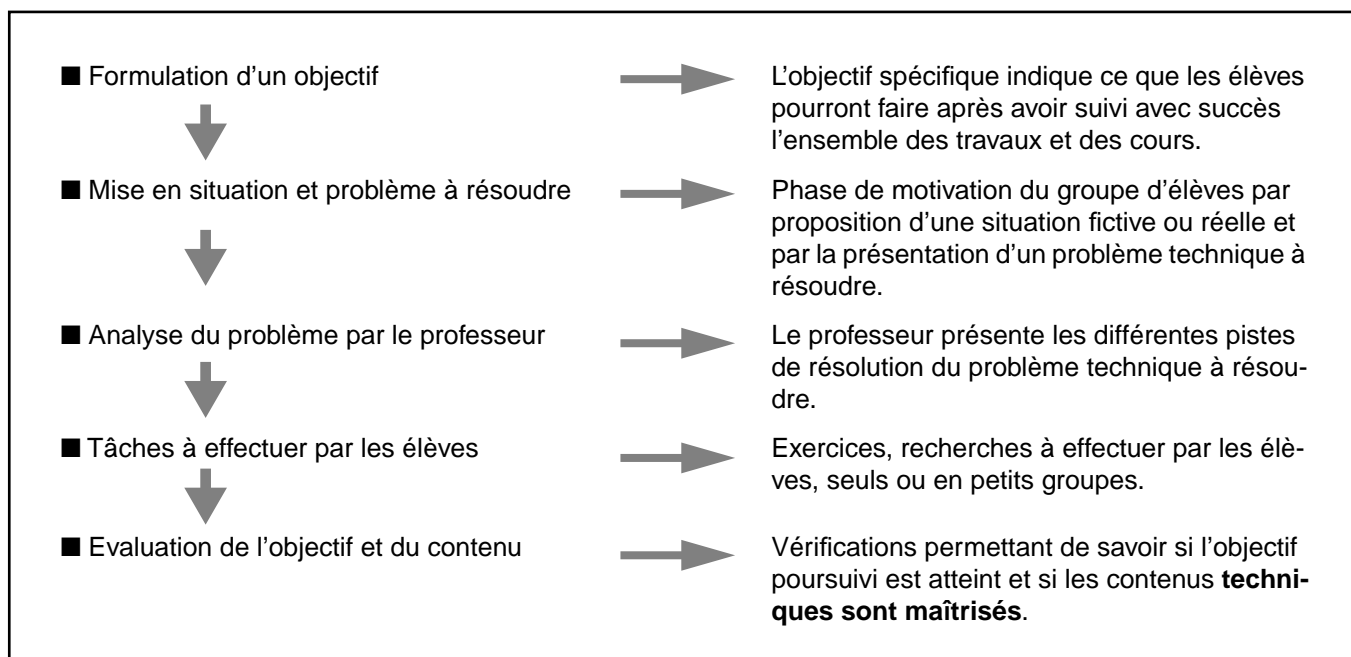 ■ Formulation d’un objectif
L’objectif spécifique indique ce que les élèves
pourront faire après avoir suivi avec succès
l’ensemble des travaux et des cours.
■ Mise en situation et problème à résoudre
Phase de motivation du groupe d’élèves par
proposition d’une situation fictive ou réelle et
par la présentation d’un problème technique à
résoudre.
■ Analyse du problème par le professeur
Le professeur présente les différentes pistes
de résolution du problème technique à résou-
dre.
■ Tâches à effectuer par les élèves
Exercices, recherches à effectuer par les élè-
ves, seuls ou en petits groupes.
■ Evaluation de l’objectif et du contenu
Vérifications permettant de savoir si l’objectif
poursuivi est atteint et si les contenus techni-
ques sont maîtrisés.